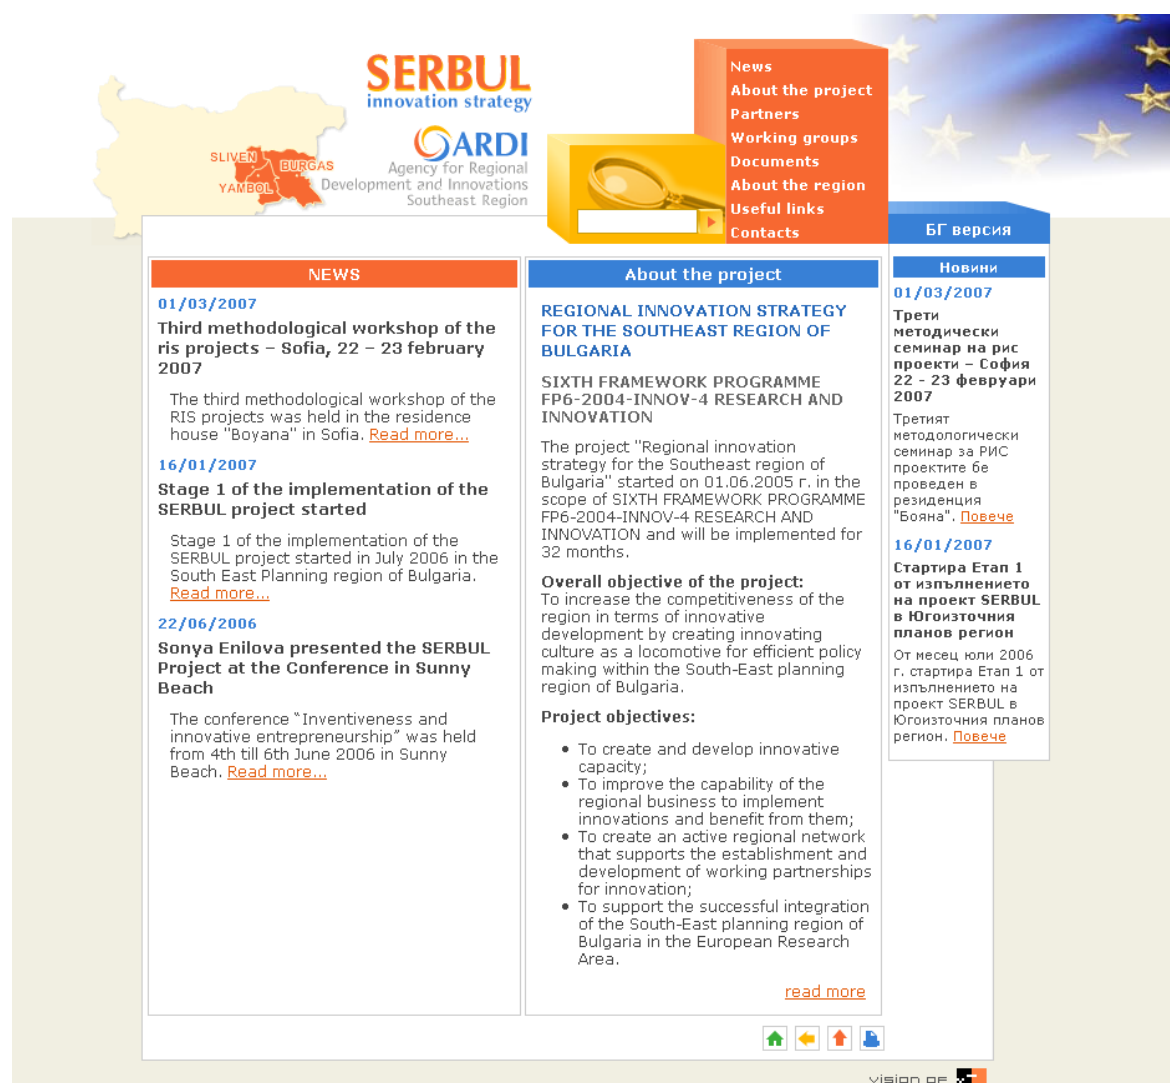 SERBUL
innovation strategy
ARDI
Agency for Regional
Development and Innovations
Southeast Region
SLIVEN
BURGAS
YAMBOL
News
About the project
Partners
Working groups
Documents
About the region
Useful links
Contacts
БГ версия
NEWS
01/03/2007
Third methodological workshop of the
ris projects – Sofia, 22 – 23 february
2007
The third methodological workshop of the
RIS projects was held in the residence
house "Boyana" in Sofia. Read more...
16/01/2007
Stage 1 of the implementation of the
SERBUL project started
Stage 1 of the implementation of the
SERBUL project started in July 2006 in the
South East Planning region of Bulgaria.
Read more...
22/06/2006
Sonya Enilova presented the SERBUL
Project at the Conference in Sunny
Beach
The conference “Inventiveness and
innovative entrepreneurship” was held
from 4th till 6th June 2006 in Sunny
Beach. Read more...
About the project
REGIONAL INNOVATION STRATEGY
FOR THE SOUTHEAST REGION OF
BULGARIA
SIXTH FRAMEWORK PROGRAMME
FP6-2004-INNOV-4 RESEARCH AND
INNOVATION
The project "Regional innovation
strategy for the Southeast region of
Bulgaria" started on 01.06.2005 г. in the
scope of SIXTH FRAMEWORK PROGRAMME
FP6-2004-INNOV-4 RESEARCH AND
INNOVATION and will be implemented for
32 months.
Overall objective of the project:
To increase the competitiveness of the
region in terms of innovative
development by creating innovating
culture as a locomotive for efficient policy
making within the South-East planning
region of Bulgaria.
Project objectives:
• To create and develop innovative
capacity;
• To improve the capability of the
regional business to implement
innovations and benefit from them;
• To create an active regional network
that supports the establishment and
development of working partnerships
for innovation;
• To support the successful integration
of the South-East planning region of
Bulgaria in the European Research
Area.
read more
Новини
01/03/2007
Трети
методически
семинар на рис
проекти – София
22 - 23 февруари
2007
Третият
методологически
семинар за РИС
проектите бе
проведен в
резиденция
"Бояна". Повече
16/01/2007
Стартира Етап 1
от изпълнението
на проект SERBUL
в Югоизточния
планов регион
От месец юли 2006
г. стартира Етап 1 от
изпълнението на
проект SERBUL в
Югоизточния планов
регион. Повече
vision OF